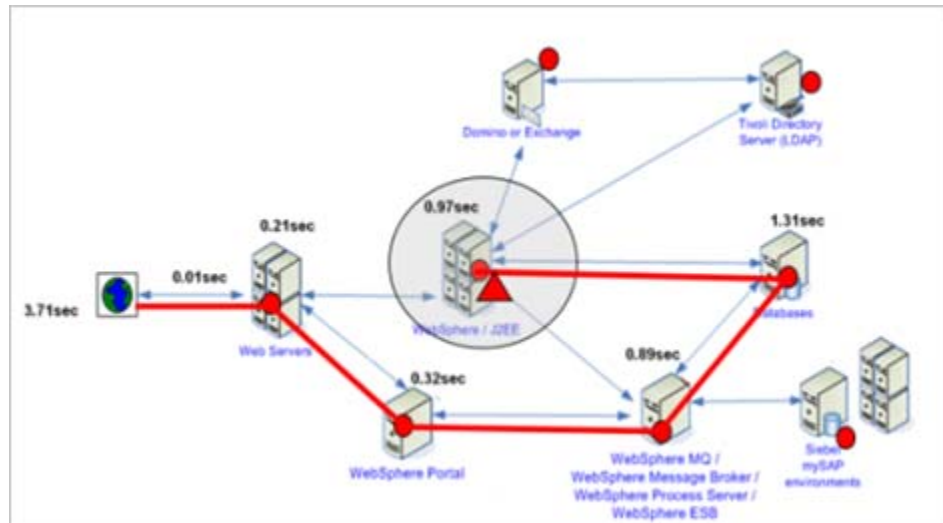 Domino or Exchange
Tivoli Directory
Server (LDAP)
0.97sec
0.21sec
1.31sec
0.01sec
3.71sec
WebSphere / J2EE
Databases
Web Servers
0.89sec
0.32sec
WebSphere Portal
WebSphere MQ /
WebSphere Message Broker /
WebSphere Process Server /
WebSphere ESB
Siebel
mySAP
environments